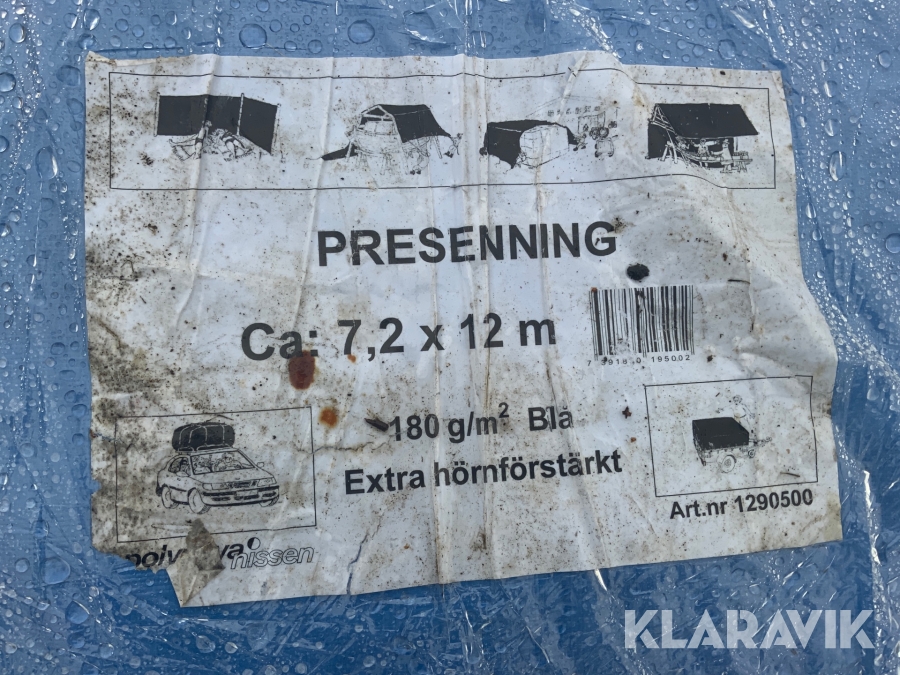 PRESENNING
Ca: 7,2 x 12 m
180 g/m² Blå
Extra hörnförstärkt
Art.nr 1290500
nissen
KLARAVIK